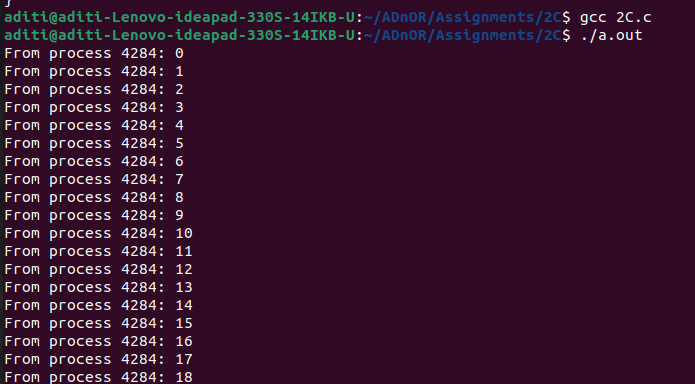 }
aditi@aditi-Lenovo-ideapad-330S-14IKB-U:~/ADnOR/Assignments/2C$ gcc 2C.c
aditi@aditi-Lenovo-ideapad-330S-14IKB-U:~/ADnOR/Assignments/2C$ ./a.out
From process 4284: 0
From process 4284: 1
From process 4284: 2
From process 4284: 3
From process 4284: 4
From process 4284: 5
From process 4284: 6
From process 4284: 7
From process 4284: 8
From process 4284: 9
From process 4284: 10
From process 4284: 11
From process 4284: 12
From process 4284: 13
From process 4284: 14
From process 4284: 15
From process 4284: 16
From process 4284: 17
From process 4284: 18